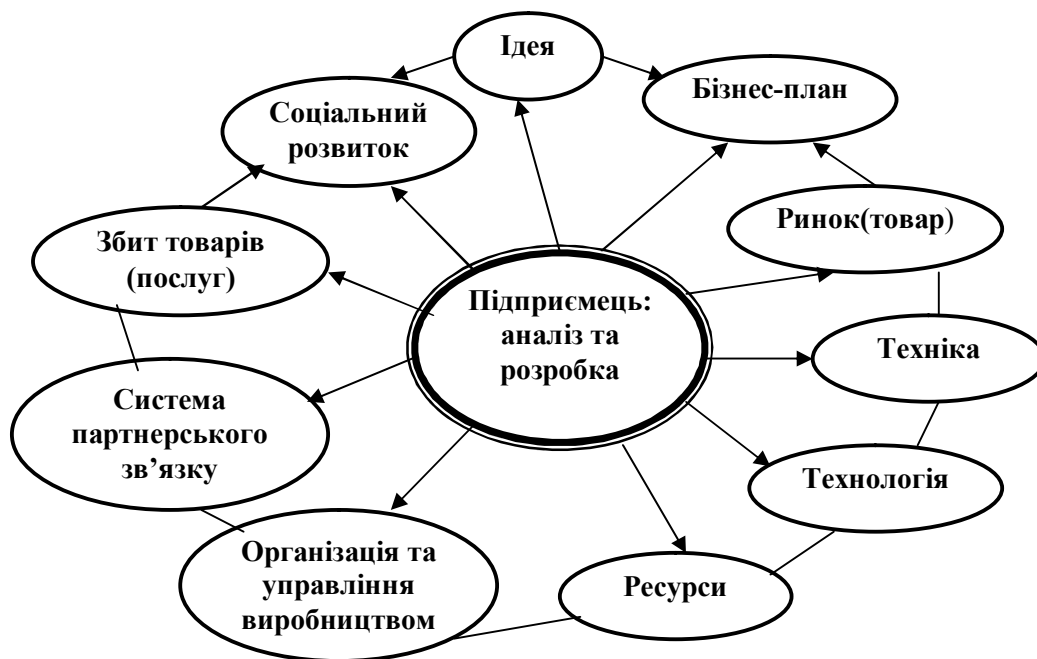 Ідея
Бізнес-план
Соціальний
розвиток
Ринок(товар)
Збит товарів
(послуг)
Підприємець:
аналіз та
розробка
Техніка
Система
партнерського
зв’язку
Технологія
Організація та
управління
виробництвом
Ресурси